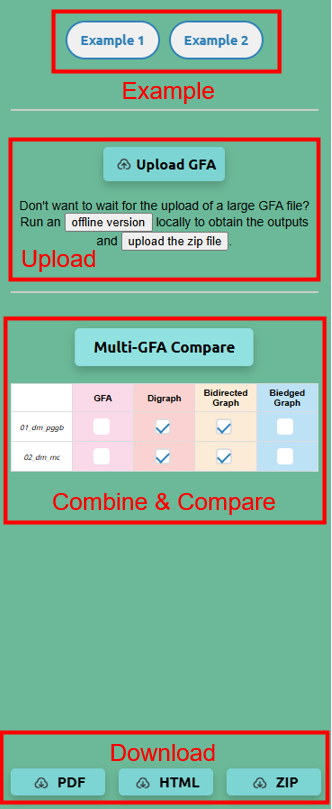 Example 1 Example 2
Example
Upload GFA
Don't want to wait for the upload of a large GFA file?
Run an offline version locally to obtain the outputs
and upload the zip file.
Upload
Multi-GFA Compare
GFA Digraph Bidirected Graph Biedged Graph
01_dm_pggb
02_dm_mc
Combine & Compare
Download
PDF HTML ZIP